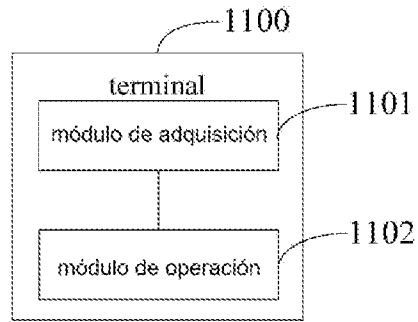 1100
terminal
1101
módulo de adquisición
1102
módulo de operación